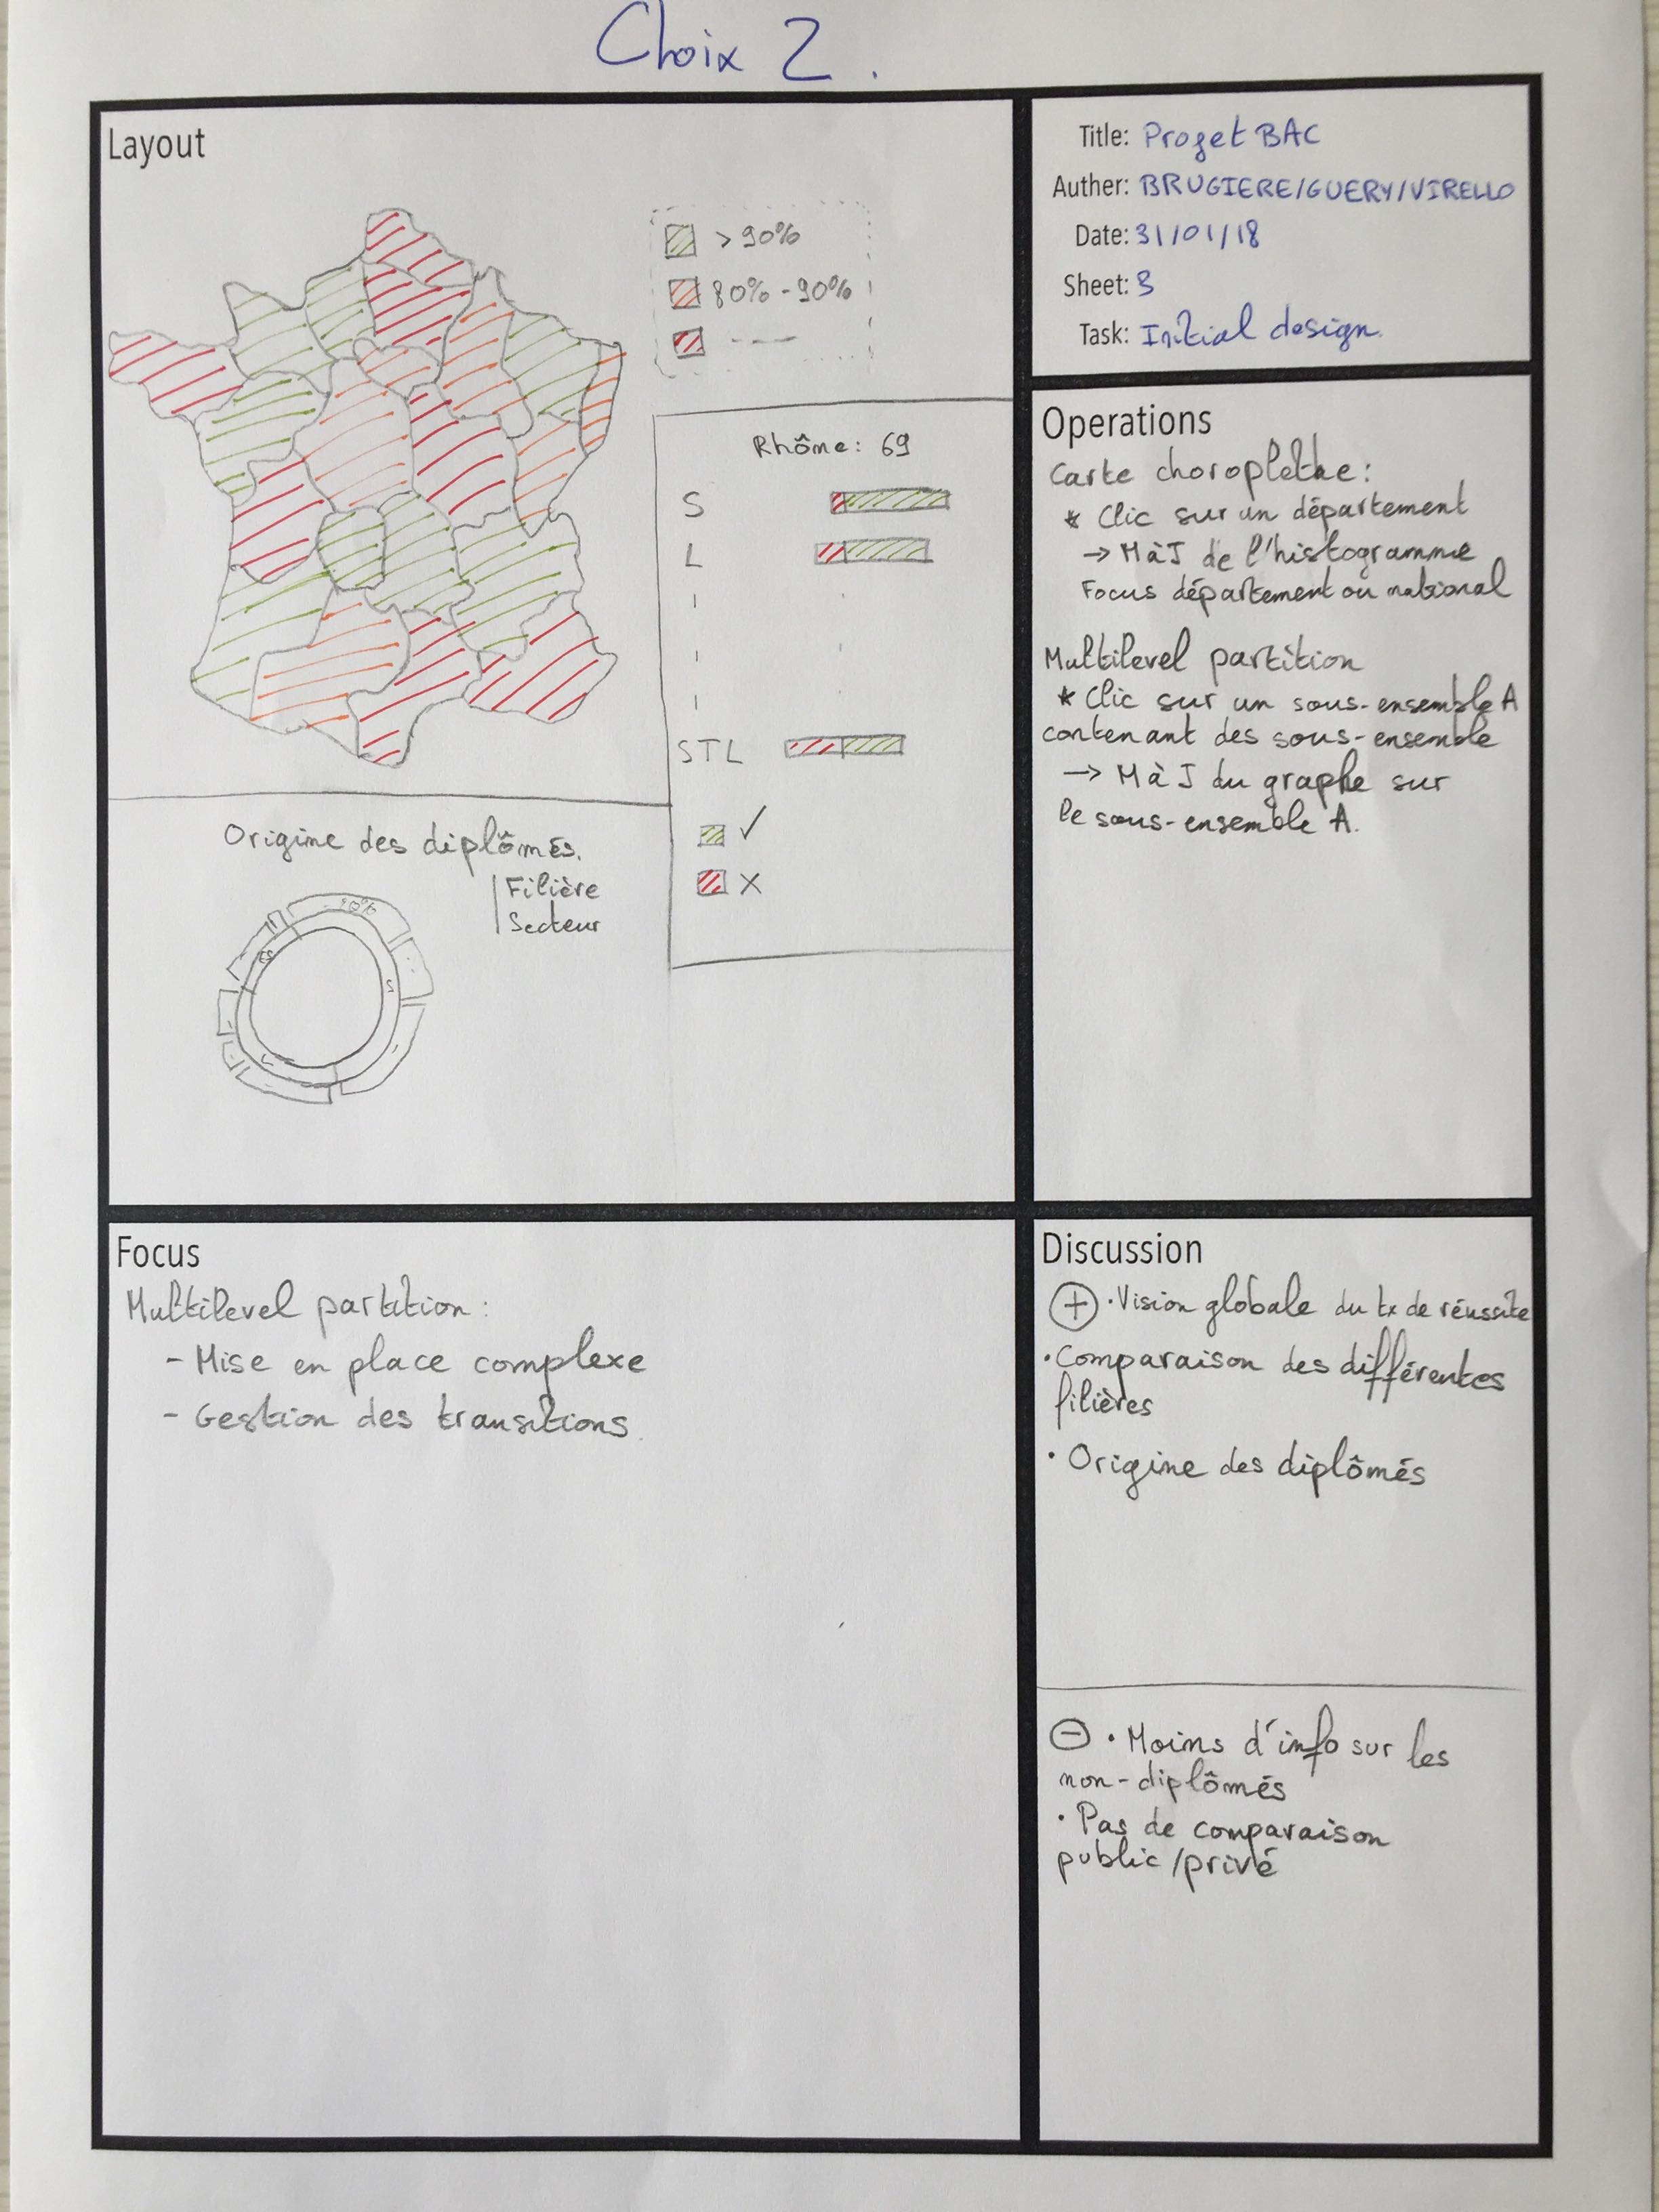 Choix 2.
Layout
> 90%
80% - 90%
Rhône: 69
S
L
STL
✓
X
Origine des diplômés.
Filière
Secteur
10%
ES
S
L
Title: Projet BAC
Auther: BRUGIERE/GUERY/VIRELLO
Date: 31/01/18
Sheet: 3
Task: Initial design.
Operations
Carte choroplethe:
* Clic sur un département
→ MàJ de l'histogramme
Focus département ou national
Multilevel partition
* Clic sur un sous-ensemble A
contenant des sous-ensemble
→ MàJ du graphe sur
le sous-ensemble A.
Focus
Multilevel partition:
- Mise en place complexe
- Gestion des transitions.
Discussion
+ · Vision globale du tx de réussite
· Comparaison des différentes
filières
· Origine des diplômés
- · Moins d'info sur les
non-diplômés
· Pas de comparaison
public/privé